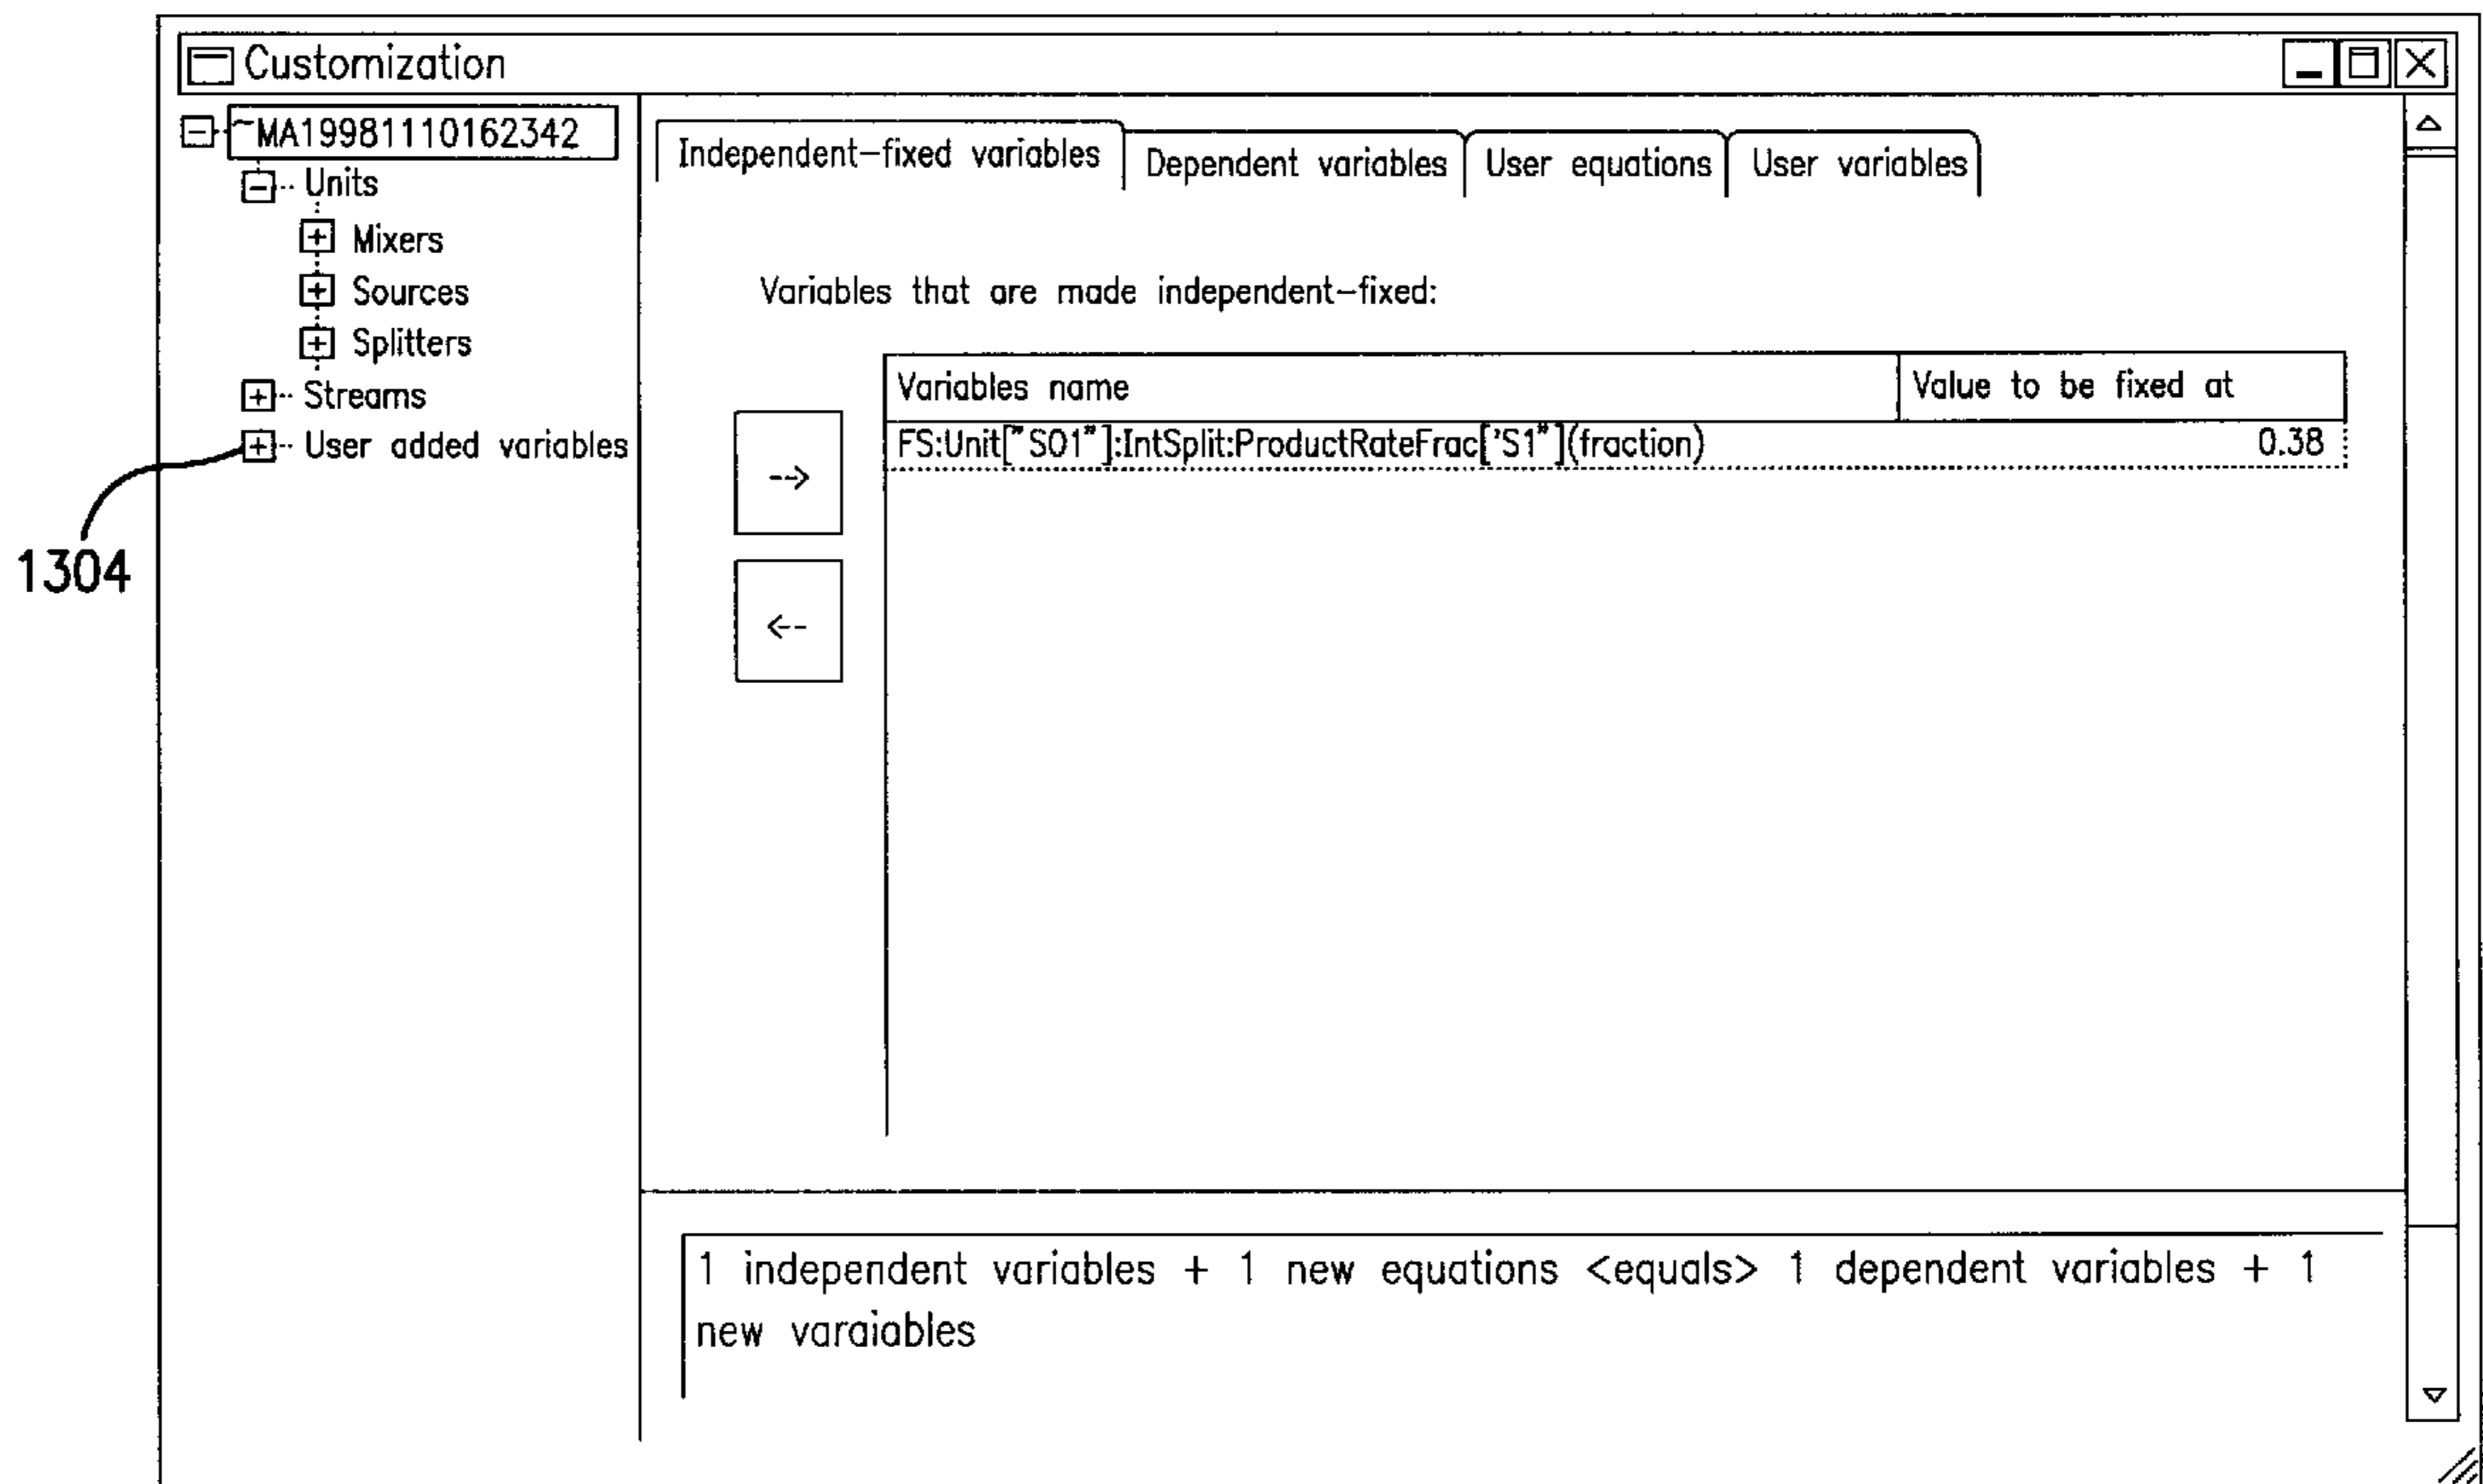 Customization
~MA19981110162342
Units
Mixers
Sources
Splitters
Streams
User added variables
1304
Independent-fixed variables
Dependent variables
User equations
User variables
Variables that are made independent-fixed:
Variables name
Value to be fixed at
FS:Unit["SO1"]:IntSplit:ProductRateFrac['S1"](fraction)
0.38
-->
<--
1 independent variables + 1 new equations <equals> 1 dependent variables + 1
new varaiables